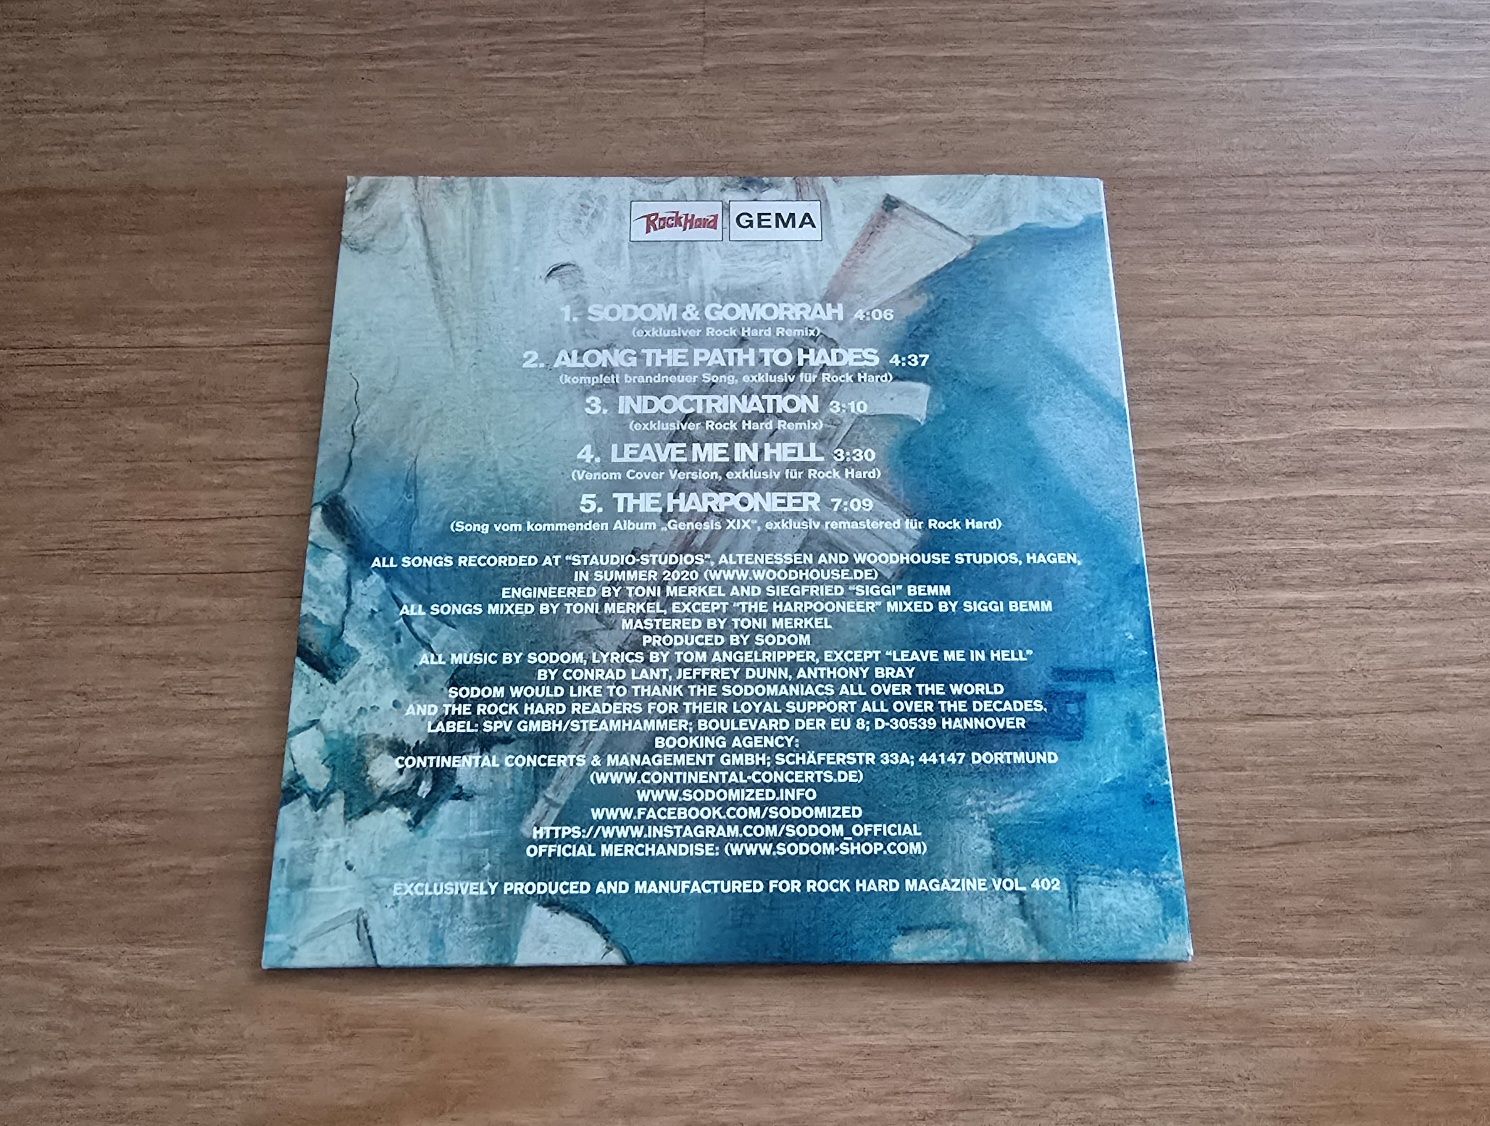 RockHard GEMA
1. SODOM & GOMORRAH 4:06
(exklusiver Rock Hard Remix)
2. ALONG THE PATH TO HADES 4:37
(komplett brandneuer Song, exklusiv für Rock Hard)
3. INDOCTRINATION 3:10
(exklusiver Rock Hard Remix)
4. LEAVE ME IN HELL 3:30
(Venom Cover Version, exklusiv für Rock Hard)
5. THE HARPONEER 7:09
(Song vom kommenden Album „Genesis XIX“, exklusiv remastered für Rock Hard)
ALL SONGS RECORDED AT “STAUDIO-STUDIOS”, ALTENESSEN AND WOODHOUSE STUDIOS, HAGEN,
IN SUMMER 2020 (WWW.WOODHOUSE.DE)
ENGINEERED BY TONI MERKEL AND SIEGFRIED “SIGGI” BEMM
ALL SONGS MIXED BY TONI MERKEL, EXCEPT “THE HARPOONEER” MIXED BY SIGGI BEMM
MASTERED BY TONI MERKEL
PRODUCED BY SODOM
ALL MUSIC BY SODOM, LYRICS BY TOM ANGELRIPPER, EXCEPT “LEAVE ME IN HELL”
BY CONRAD LANT, JEFFREY DUNN, ANTHONY BRAY
SODOM WOULD LIKE TO THANK THE SODOMANIACS ALL OVER THE WORLD
AND THE ROCK HARD READERS FOR THEIR LOYAL SUPPORT ALL OVER THE DECADES.
LABEL: SPV GMBH/STEAMHAMMER; BOULEVARD DER EU 8; D-30539 HANNOVER
BOOKING AGENCY:
CONTINENTAL CONCERTS & MANAGEMENT GMBH; SCHÄFERSTR 33A; 44147 DORTMUND
(WWW.CONTINENTAL-CONCERTS.DE)
WWW.SODOMIZED.INFO
WWW.FACEBOOK.COM/SODOMIZED
HTTPS://WWW.INSTAGRAM.COM/SODOM_OFFICIAL
OFFICIAL MERCHANDISE: (WWW.SODOM-SHOP.COM)
EXCLUSIVELY PRODUCED AND MANUFACTURED FOR ROCK HARD MAGAZINE VOL. 402